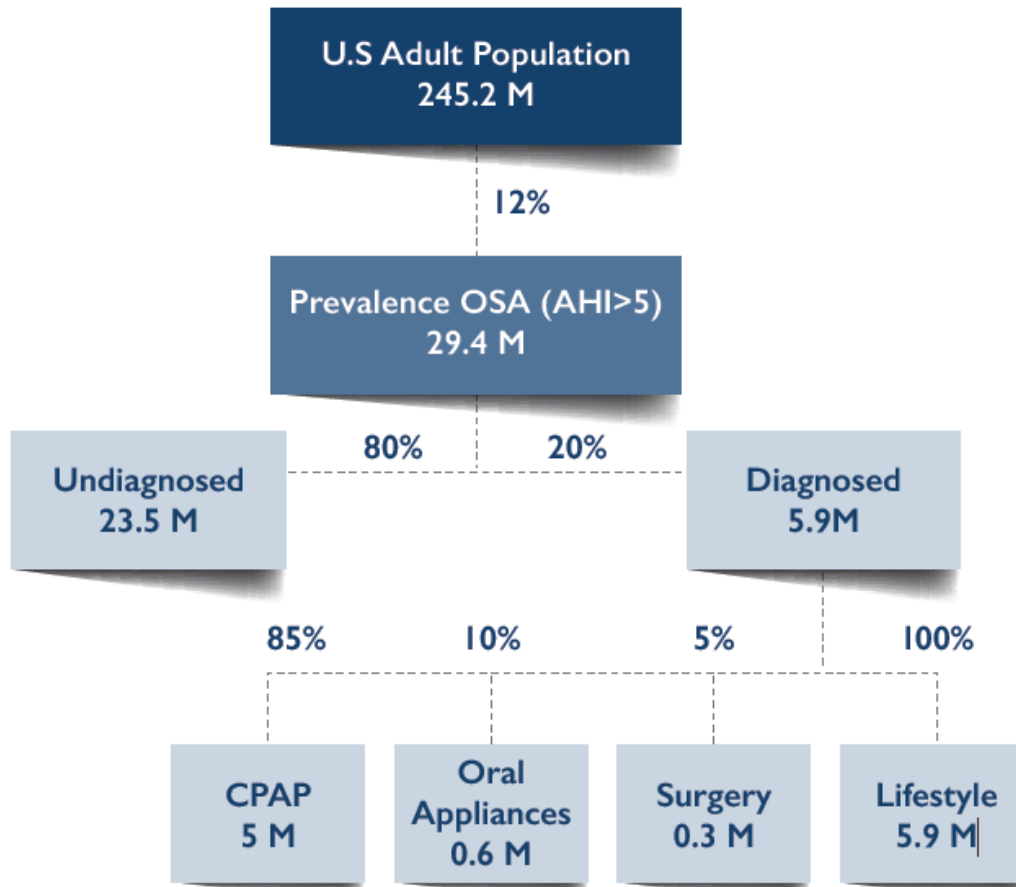 U.S Adult Population
245.2 M
12%
Prevalence OSA (AHI>5)
29.4 M
80%
20%
Undiagnosed
23.5 M
Diagnosed
5.9M
85%
10%
5%
100%
CPAP
5 M
Oral
Appliances
0.6 M
Surgery
0.3 M
Lifestyle
5.9 M